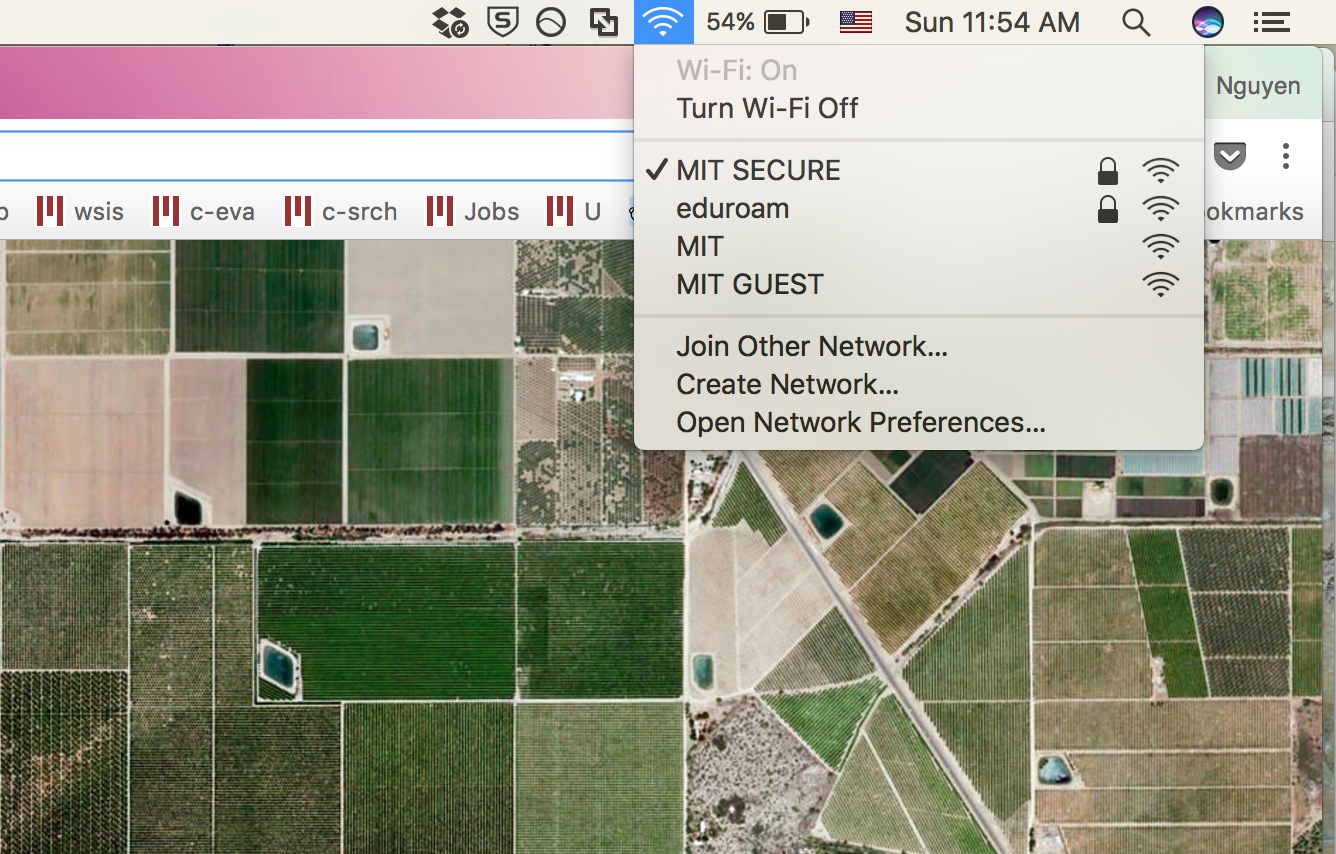 54% Sun 11:54 AM
Wi-Fi: On
Nguyen
Turn Wi-Fi Off
MIT SECURE
wsis c-eva c-srch Jobs U okmarks
eduroam
MIT
MIT GUEST
Join Other Network...
Create Network...
Open Network Preferences...